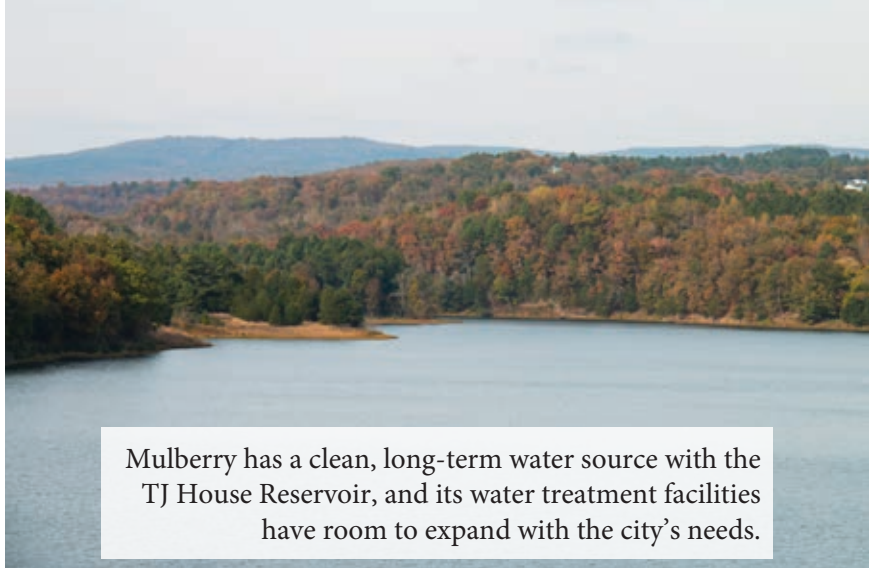 Mulberry has a clean, long-term water source with the
TJ House Reservoir, and its water treatment facilities
have room to expand with the city’s needs.